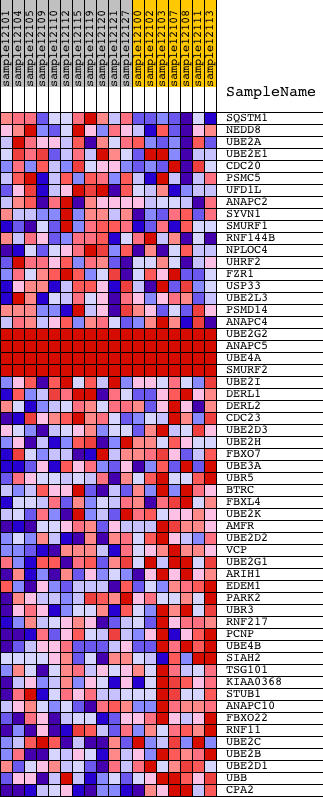 sample12101
sample12104
sample12105
sample12109
sample12110
sample12112
sample12115
sample12119
sample12120
sample12121
sample12127
sample12100
sample12102
sample12103
sample12107
sample12108
sample12111
sample12113
SampleName
SQSTM1
NEDD8
UBE2A
UBE2E1
CDC20
PSMC5
UFD1L
ANAPC2
SYVN1
SMURF1
RNF144B
NPLOC4
UHRF2
FZR1
USP33
UBE2L3
PSMD14
ANAPC4
UBE2G2
ANAPC5
UBE4A
SMURF2
UBE2I
DERL1
DERL2
CDC23
UBE2D3
UBE2H
FBXO7
UBE3A
UBR5
BTRC
FBXL4
UBE2K
AMFR
UBE2D2
VCP
UBE2G1
ARIH1
EDEM1
PARK2
UBR3
RNF217
PCNP
UBE4B
SIAH2
TSG101
KIAA0368
STUB1
ANAPC10
FBXO22
RNF11
UBE2C
UBE2B
UBE2D1
UBB
CPA2